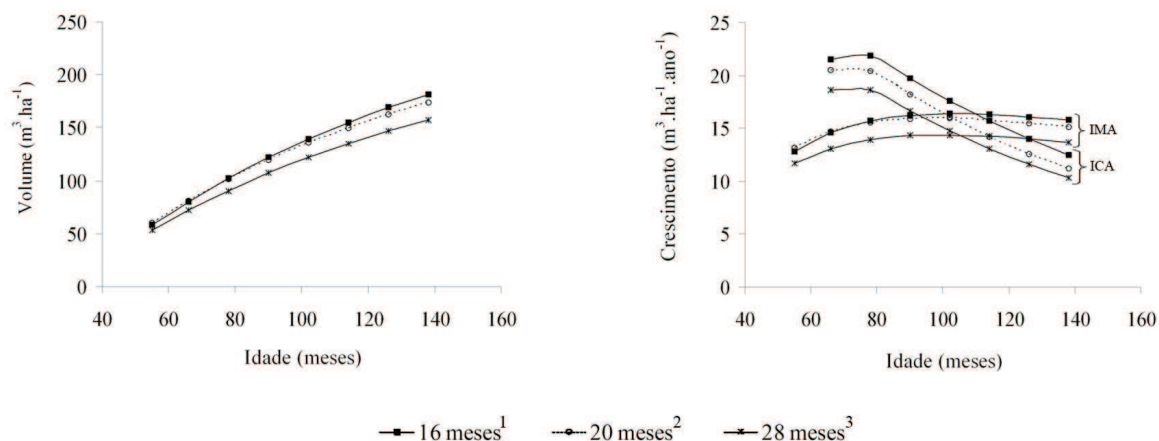 Volume (m³.ha⁻¹)
250
200
150
100
50
0
40 60 80 100 120 140 160
Idade (meses)
Crescimento (m³.ha⁻¹.ano⁻¹)
25
20
15
10
5
0
IMA
ICA
40 60 80 100 120 140 160
Idade (meses)
16 meses¹ 20 meses² 28 meses³